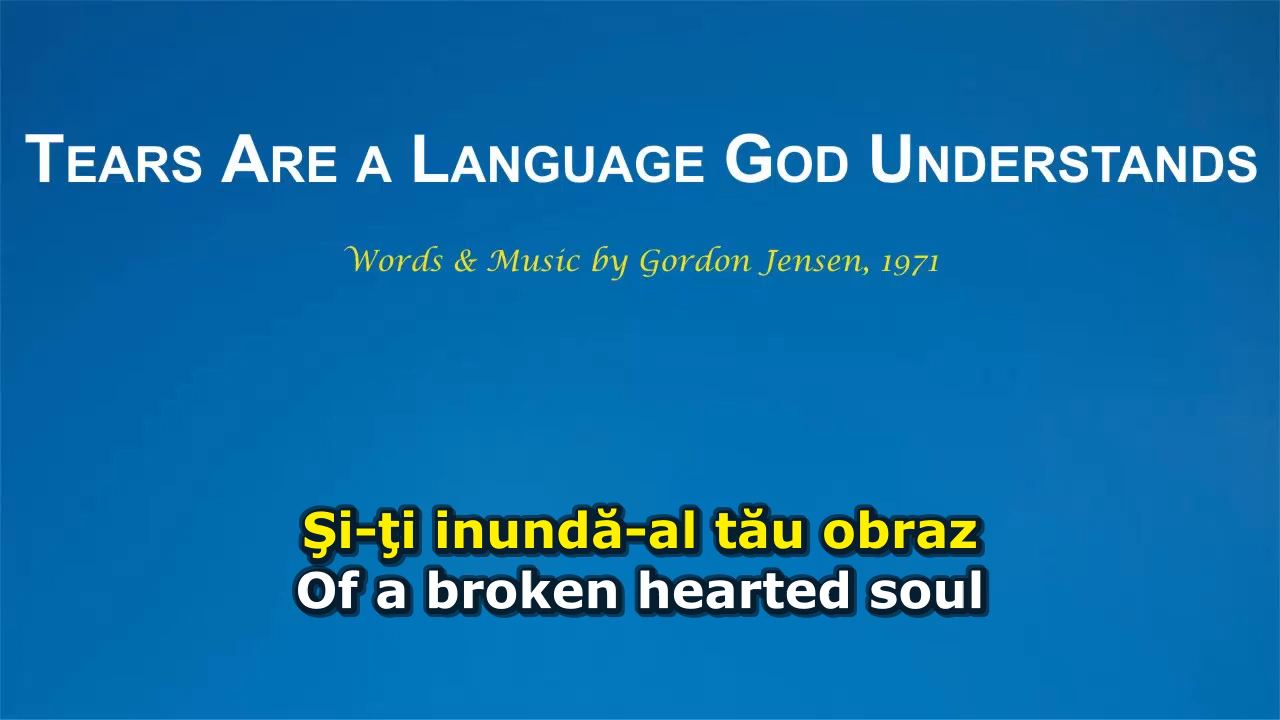 Tears Are a Language God Understands
Words & Music by Gordon Jensen, 1971
Şi-ţi inundă-al tău obraz
Of a broken hearted soul